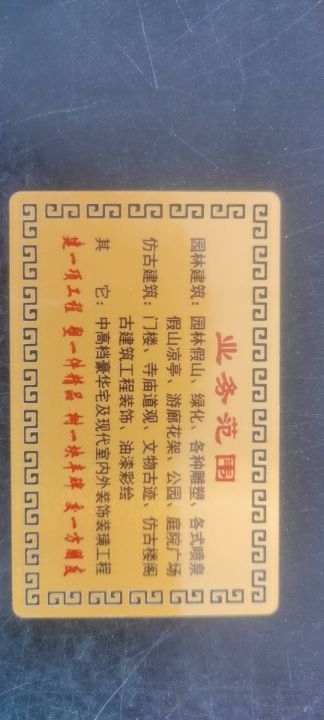 业务范围
园林建筑：园林假山、绿化、各种雕塑、各式喷泉
假山凉亭、游廊花架、公园、庭院广场
仿古建筑：门楼、寺庙道观、文物古迹、仿古楼阁
古建筑工程装饰、油漆彩绘
其　它：中高档豪华宅及现代室内外装饰装璜工程
建一项工程 塑一件精品 树一块丰碑 交一方朋友